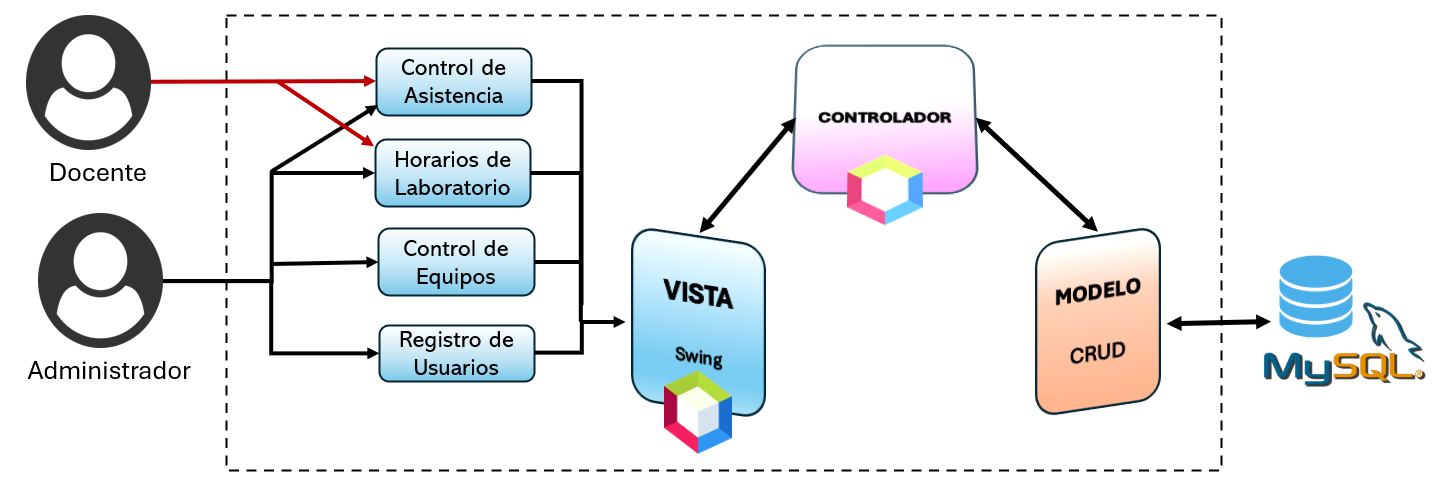 Docente
Administrador
Control de
Asistencia
Horarios de
Laboratorio
Control de
Equipos
Registro de
Usuarios
VISTA
Swing
CONTROLADOR
MODELO
CRUD
MySQL®